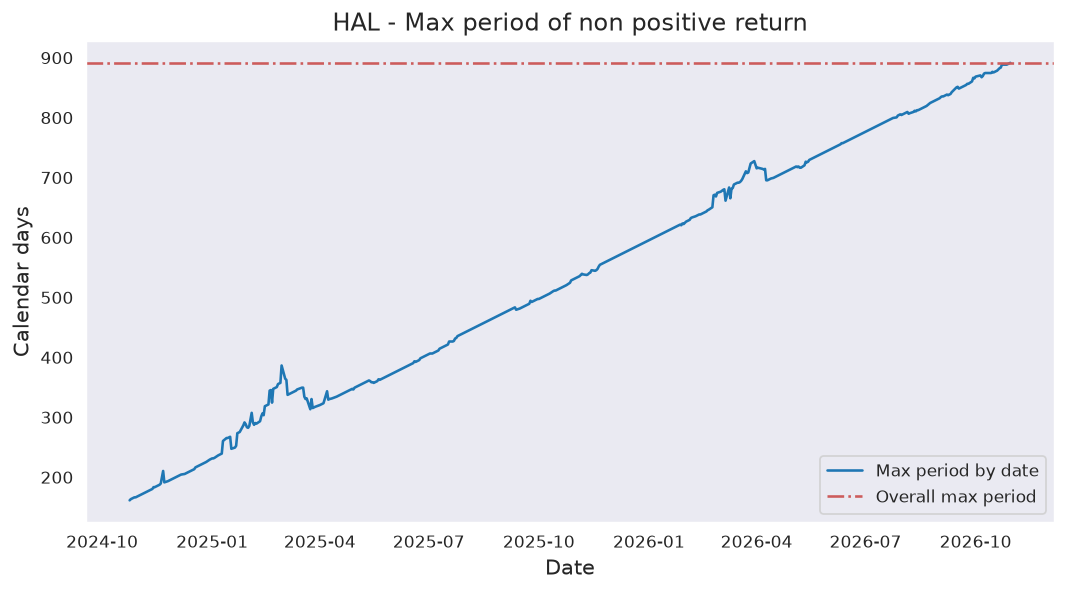 HAL - Max period of non positive return
900
800
700
600
500
400
300
200
Calendar days
2024-10 2025-01 2025-04 2025-07 2025-10 2026-01 2026-04 2026-07 2026-10
Date
Max period by date
Overall max period